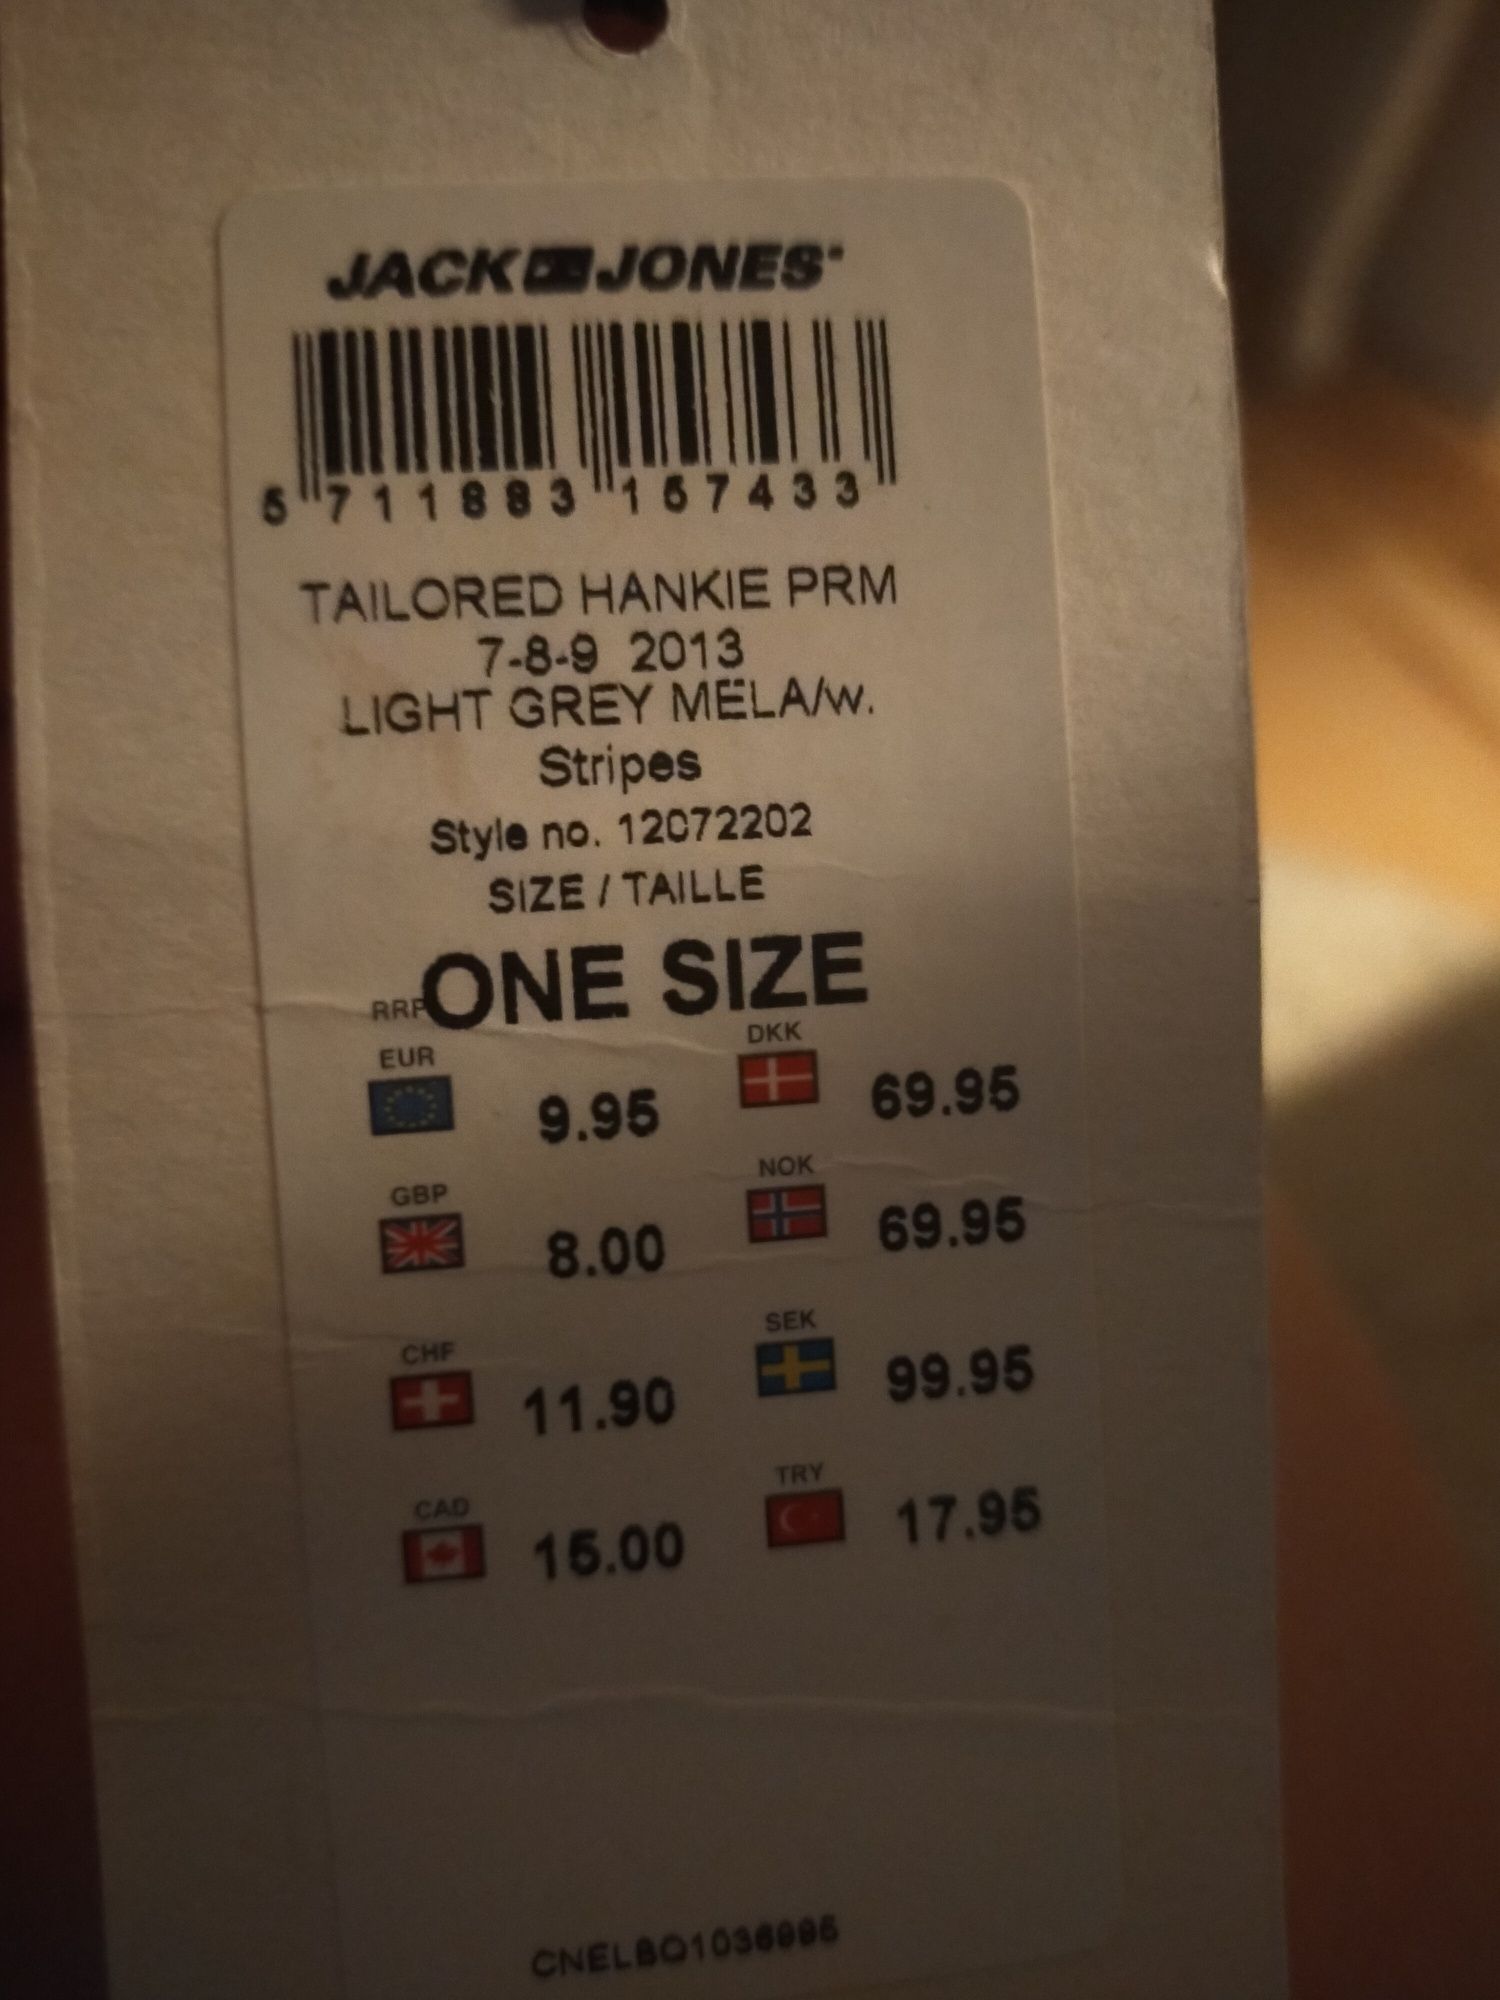 JACK & JONES
5 711883 157433
TAILORED HANKIE PRM
7-8-9 2013
LIGHT GREY MELA/w.
Stripes
Style no. 12072202
SIZE / TAILLE
ONE SIZE
RRP
EUR 9.95 DKK 69.95
GBP 8.00 NOK 69.95
CHF 11.90 SEK 99.95
CAD 15.00 TRY 17.95